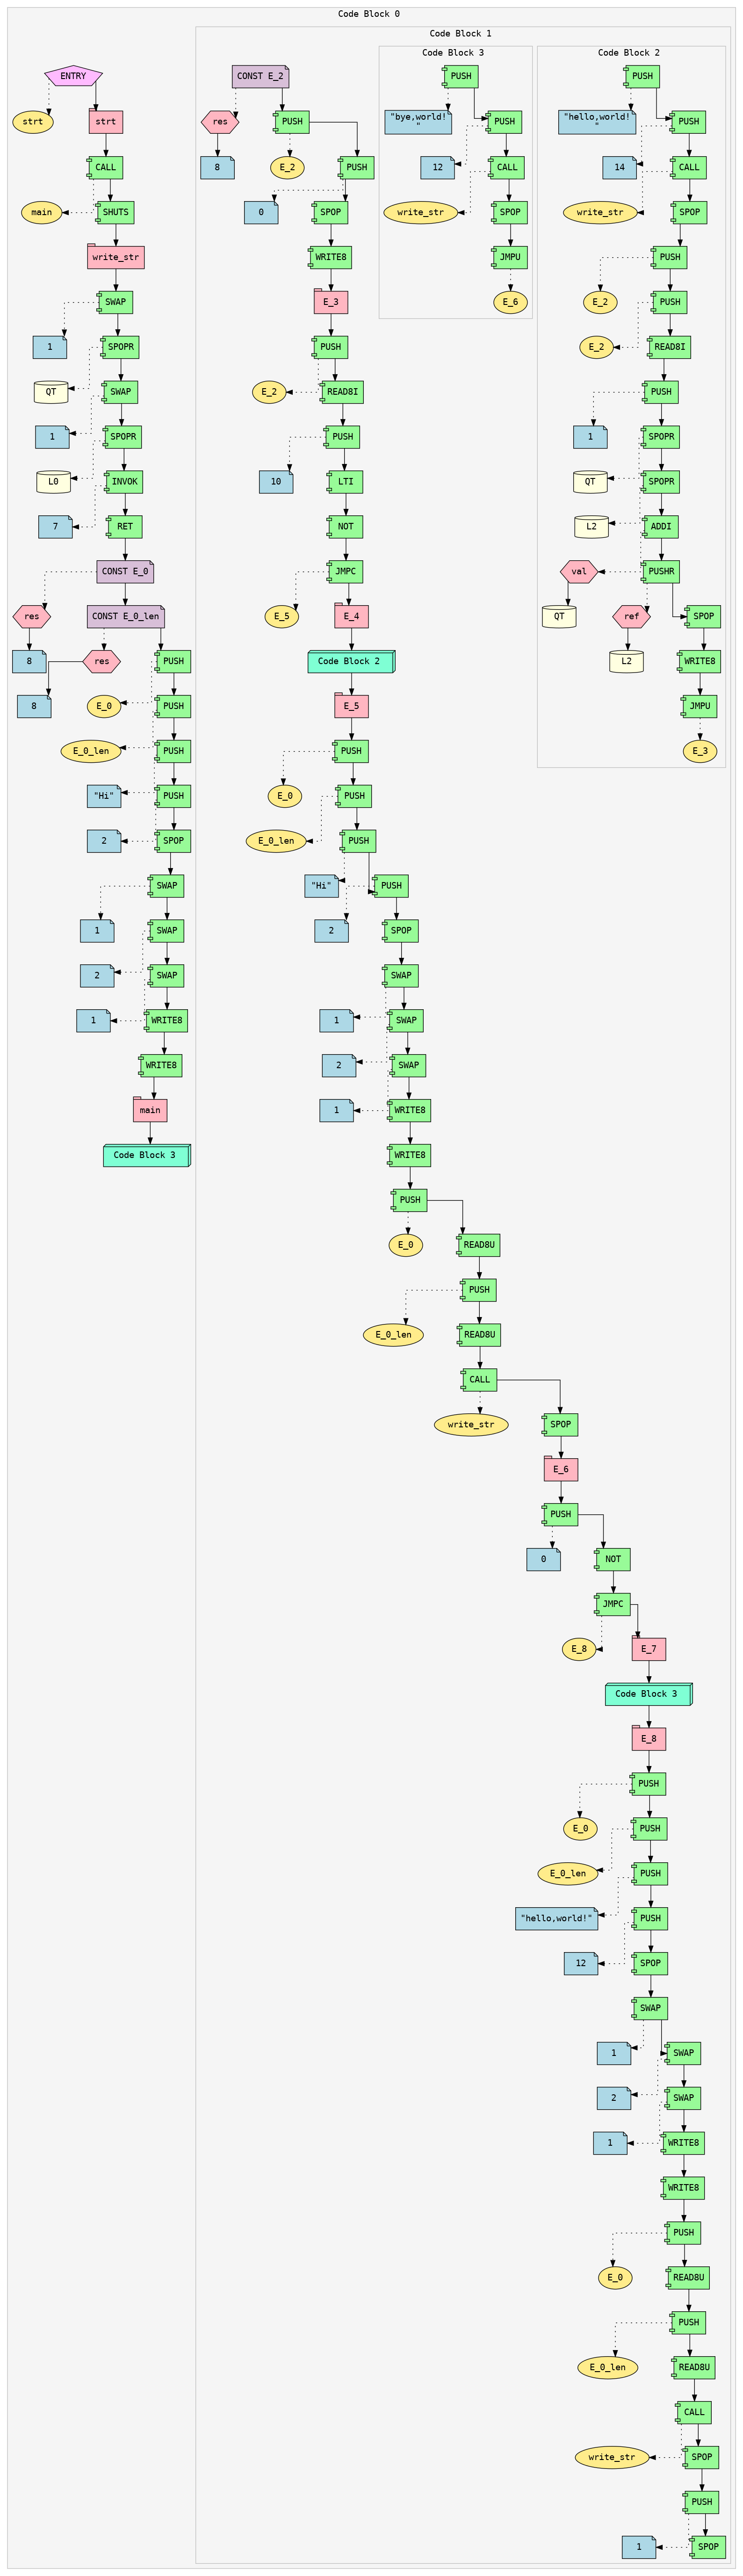 Code Block 0
ENTRY
strt
strt
CALL
main
SHUTS
write_str
SWAP
1
SPOPR
QT
SWAP
1
SPOPR
L0
INVOK
7
RET
CONST E_0
res
CONST E_0_len
8
res
PUSH
8
E_0
PUSH
E_0_len
PUSH
"Hi"
PUSH
2
SPOP
SWAP
1
SWAP
2
SWAP
1
WRITE8
WRITE8
main
Code Block 3
Code Block 1
CONST E_2
res
PUSH
8
E_2
PUSH
0
SPOP
WRITE8
E_3
PUSH
E_2
READ8I
PUSH
10
LTI
NOT
JMPC
E_5
E_4
Code Block 2
E_5
PUSH
E_0
PUSH
E_0_len
PUSH
"Hi"
PUSH
2
SPOP
SWAP
1
SWAP
2
SWAP
1
WRITE8
WRITE8
PUSH
E_0
READ8U
PUSH
E_0_len
READ8U
CALL
write_str
SPOP
E_6
PUSH
0
NOT
JMPC
E_8
E_7
Code Block 3
E_8
PUSH
E_0
PUSH
E_0_len
PUSH
"hello,world!"
PUSH
12
SPOP
SWAP
1
SWAP
2
SWAP
1
WRITE8
WRITE8
PUSH
E_0
READ8U
PUSH
E_0_len
READ8U
CALL
write_str
SPOP
PUSH
1
SPOP
Code Block 3
PUSH
"bye,world!
"
PUSH
12
CALL
write_str
SPOP
JMPU
E_6
Code Block 2
PUSH
"hello,world!
"
PUSH
14
CALL
write_str
SPOP
PUSH
E_2
PUSH
E_2
READ8I
PUSH
1
SPOPR
QT
SPOPR
L2
ADDI
val
PUSHR
QT
ref
SPOP
L2
WRITE8
JMPU
E_3